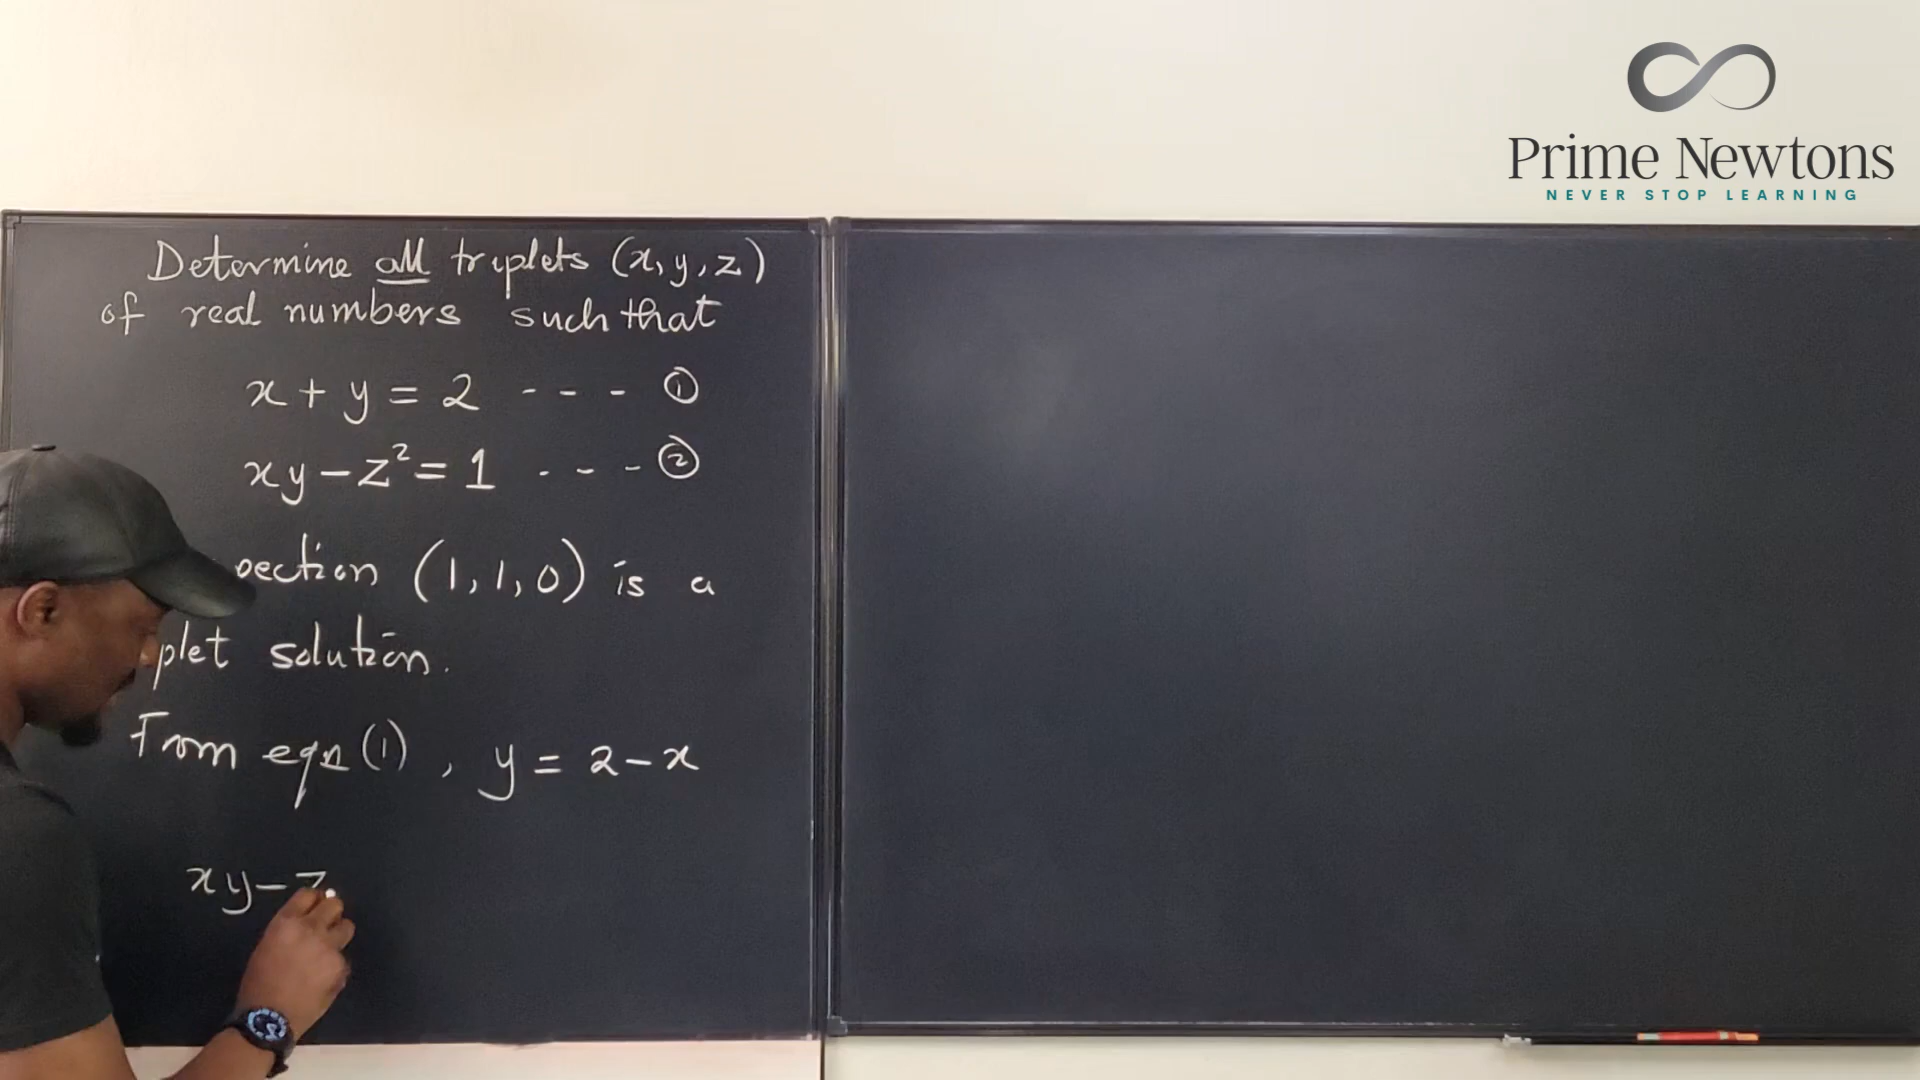 Prime Newtons
NEVER STOP LEARNING
Determine all triplets (x, y, z)
of real numbers such that
x + y = 2 - - - ①
xy - z² = 1 - - - ②
(1, 1, 0) is a
solution.
From eqn (1), y = 2 - x
xy - z